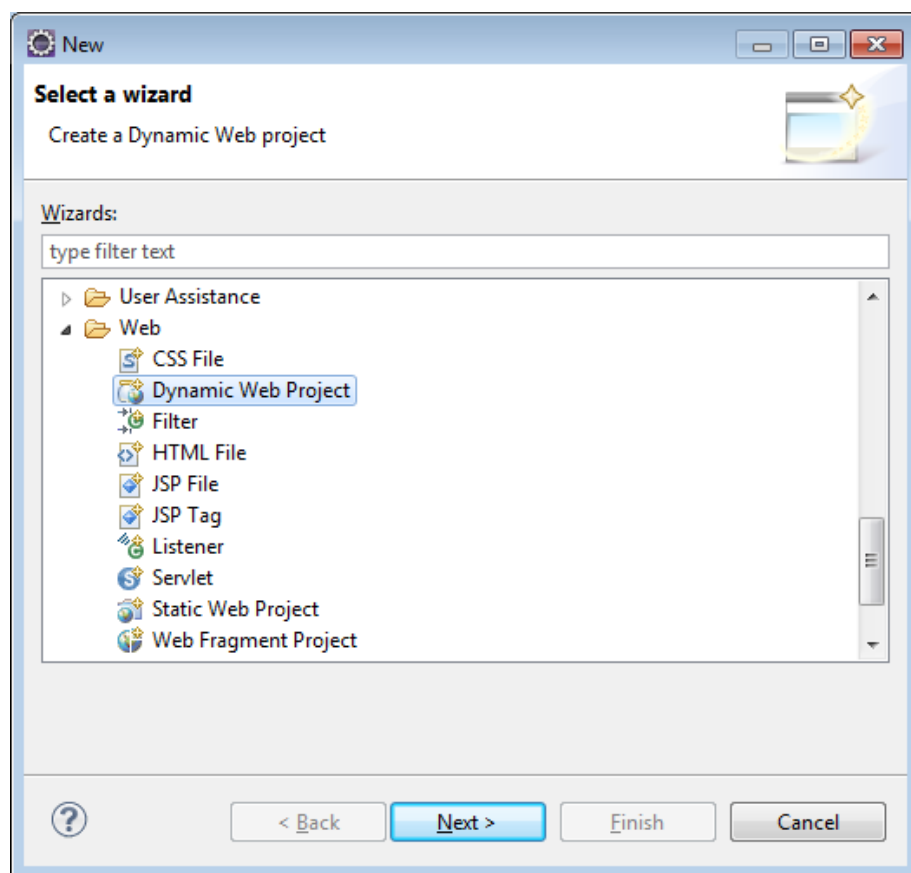 New
Select a wizard
Create a Dynamic Web project
Wizards:
type filter text
User Assistance
Web
CSS File
Dynamic Web Project
Filter
HTML File
JSP File
JSP Tag
Listener
Servlet
Static Web Project
Web Fragment Project
< Back Next > Finish Cancel